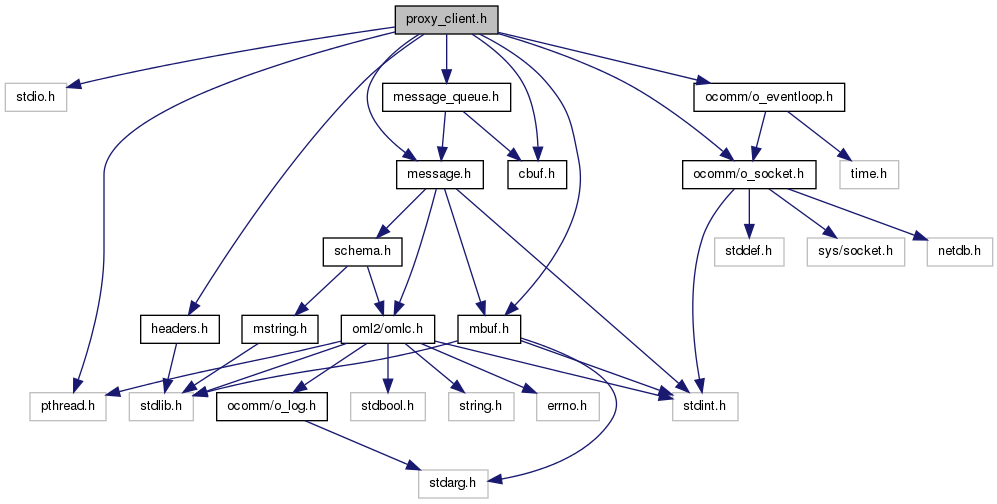 proxy_client.h
stdio.h
message_queue.h
ocomm/o_eventloop.h
message.h
cbuf.h
ocomm/o_socket.h
time.h
schema.h
stddef.h
sys/socket.h
netdb.h
headers.h
mstring.h
oml2/omlc.h
mbuf.h
pthread.h
stdlib.h
ocomm/o_log.h
stdbool.h
string.h
errno.h
stdint.h
stdarg.h